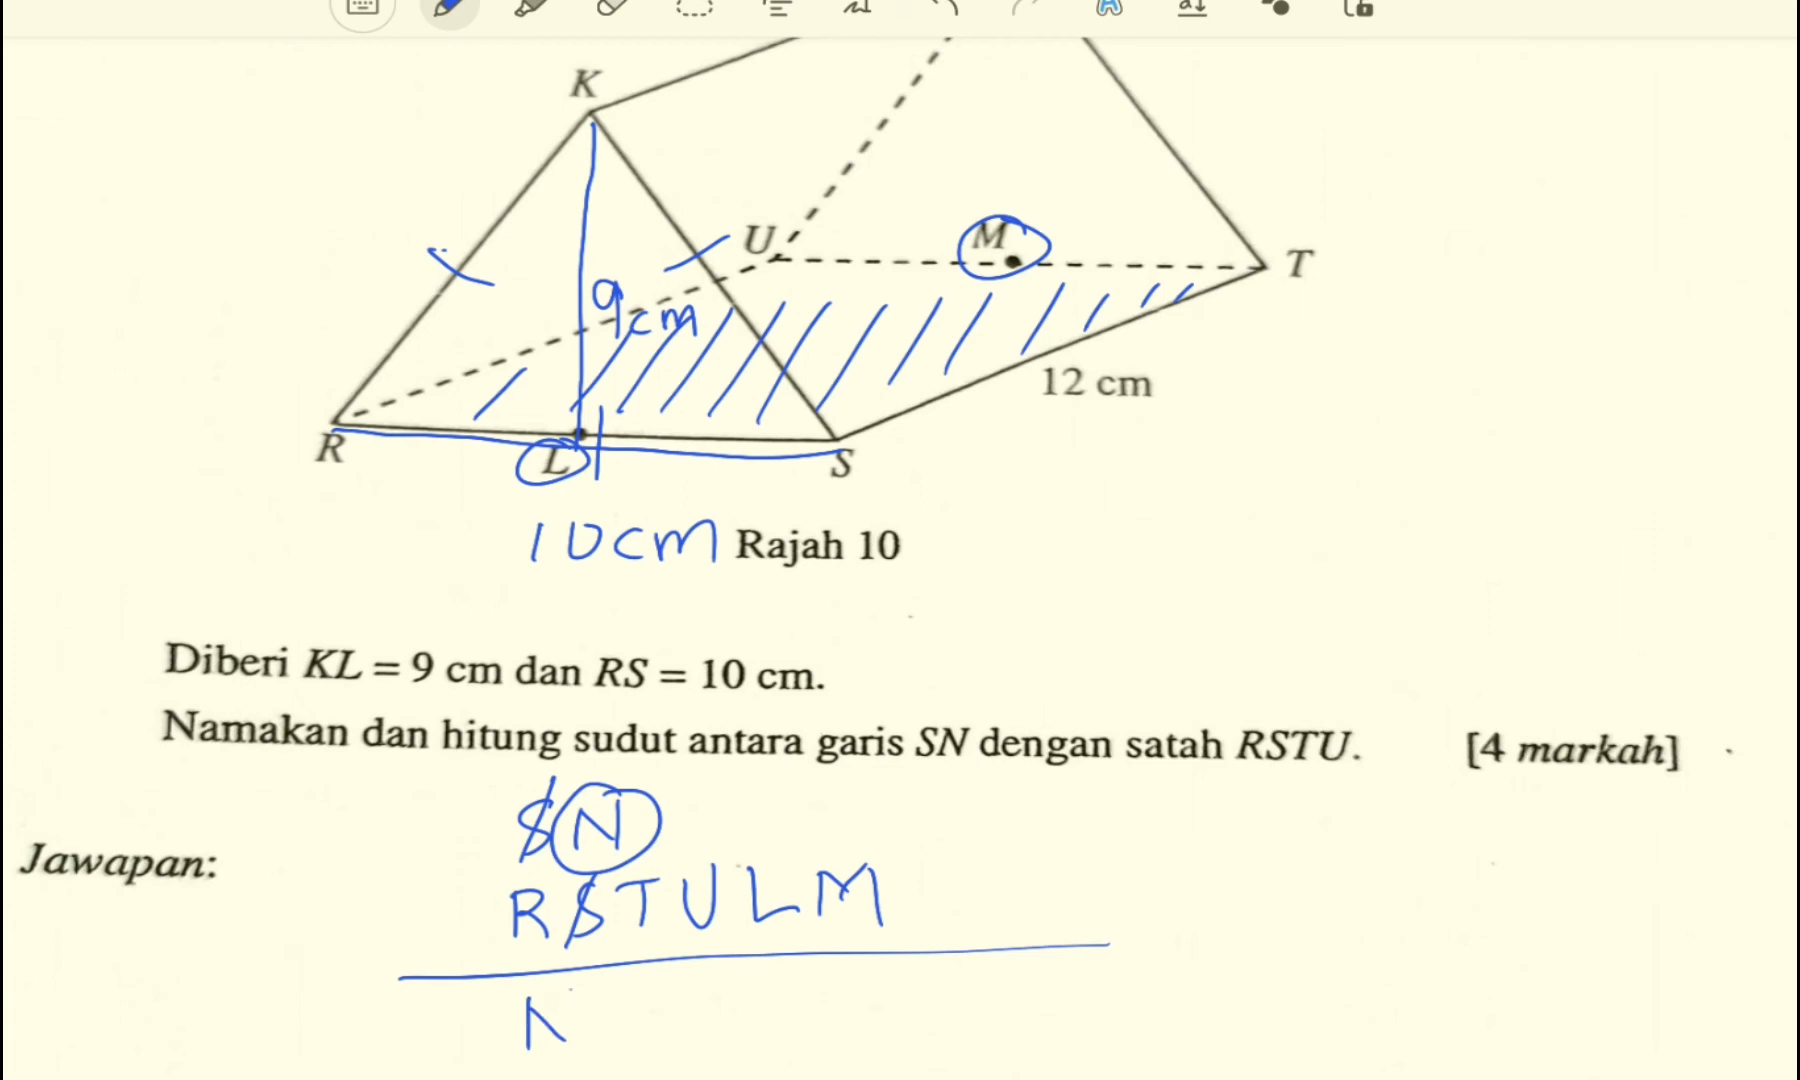 K
U
M
T
9cm
12 cm
R
L
S
10cm Rajah 10
Diberi KL = 9 cm dan RS = 10 cm.
Namakan dan hitung sudut antara garis SN dengan satah RSTU. [4 markah]
SN
Jawapan:
RSTULM